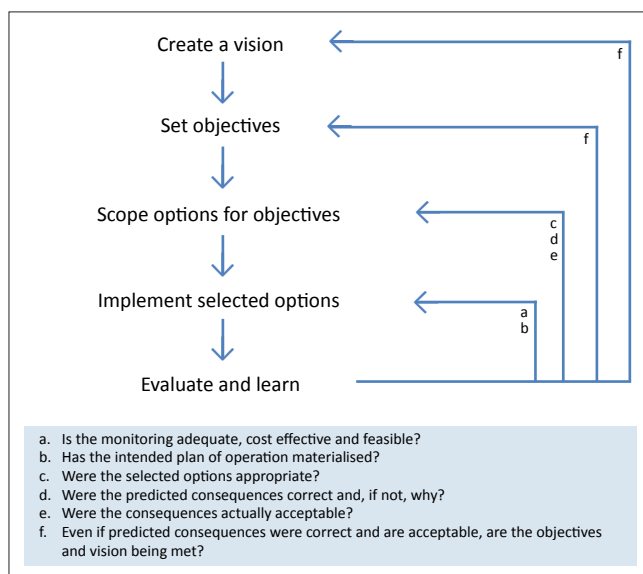 Create a vision
f
Set objectives
f
Scope options for objectives
c
d
e
Implement selected options
a
b
Evaluate and learn
a. Is the monitoring adequate, cost effective and feasible?
b. Has the intended plan of operation materialised?
c. Were the selected options appropriate?
d. Were the predicted consequences correct and, if not, why?
e. Were the consequences actually acceptable?
f. Even if predicted consequences were correct and are acceptable, are the objectives
and vision being met?